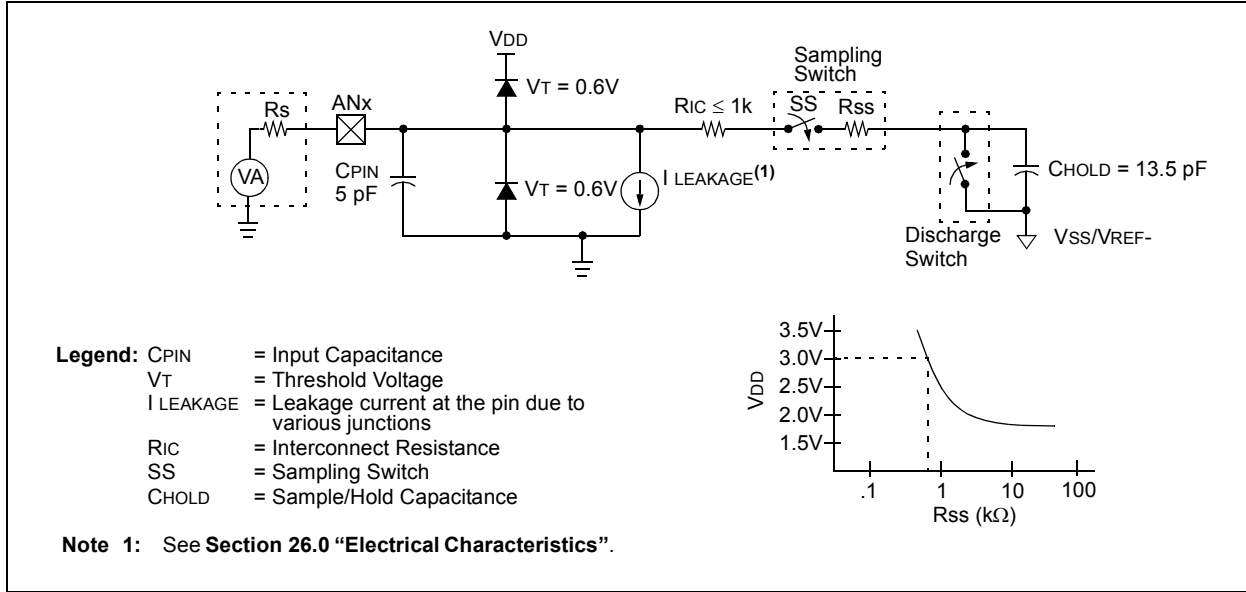 VDD
Sampling
Switch
VT = 0.6V
Rs
ANx
RIC ≤ 1k
SS
Rss
VA
CPIN
5 pF
VT = 0.6V
I LEAKAGE(1)
CHOLD = 13.5 pF
Discharge
Switch
VSS/VREF-
Legend: CPIN = Input Capacitance
VT = Threshold Voltage
I LEAKAGE = Leakage current at the pin due to
various junctions
RIC = Interconnect Resistance
SS = Sampling Switch
CHOLD = Sample/Hold Capacitance
VDD
3.5V
3.0V
2.5V
2.0V
1.5V
.1 1 10 100
Rss (kΩ)
Note 1: See Section 26.0 “Electrical Characteristics”.